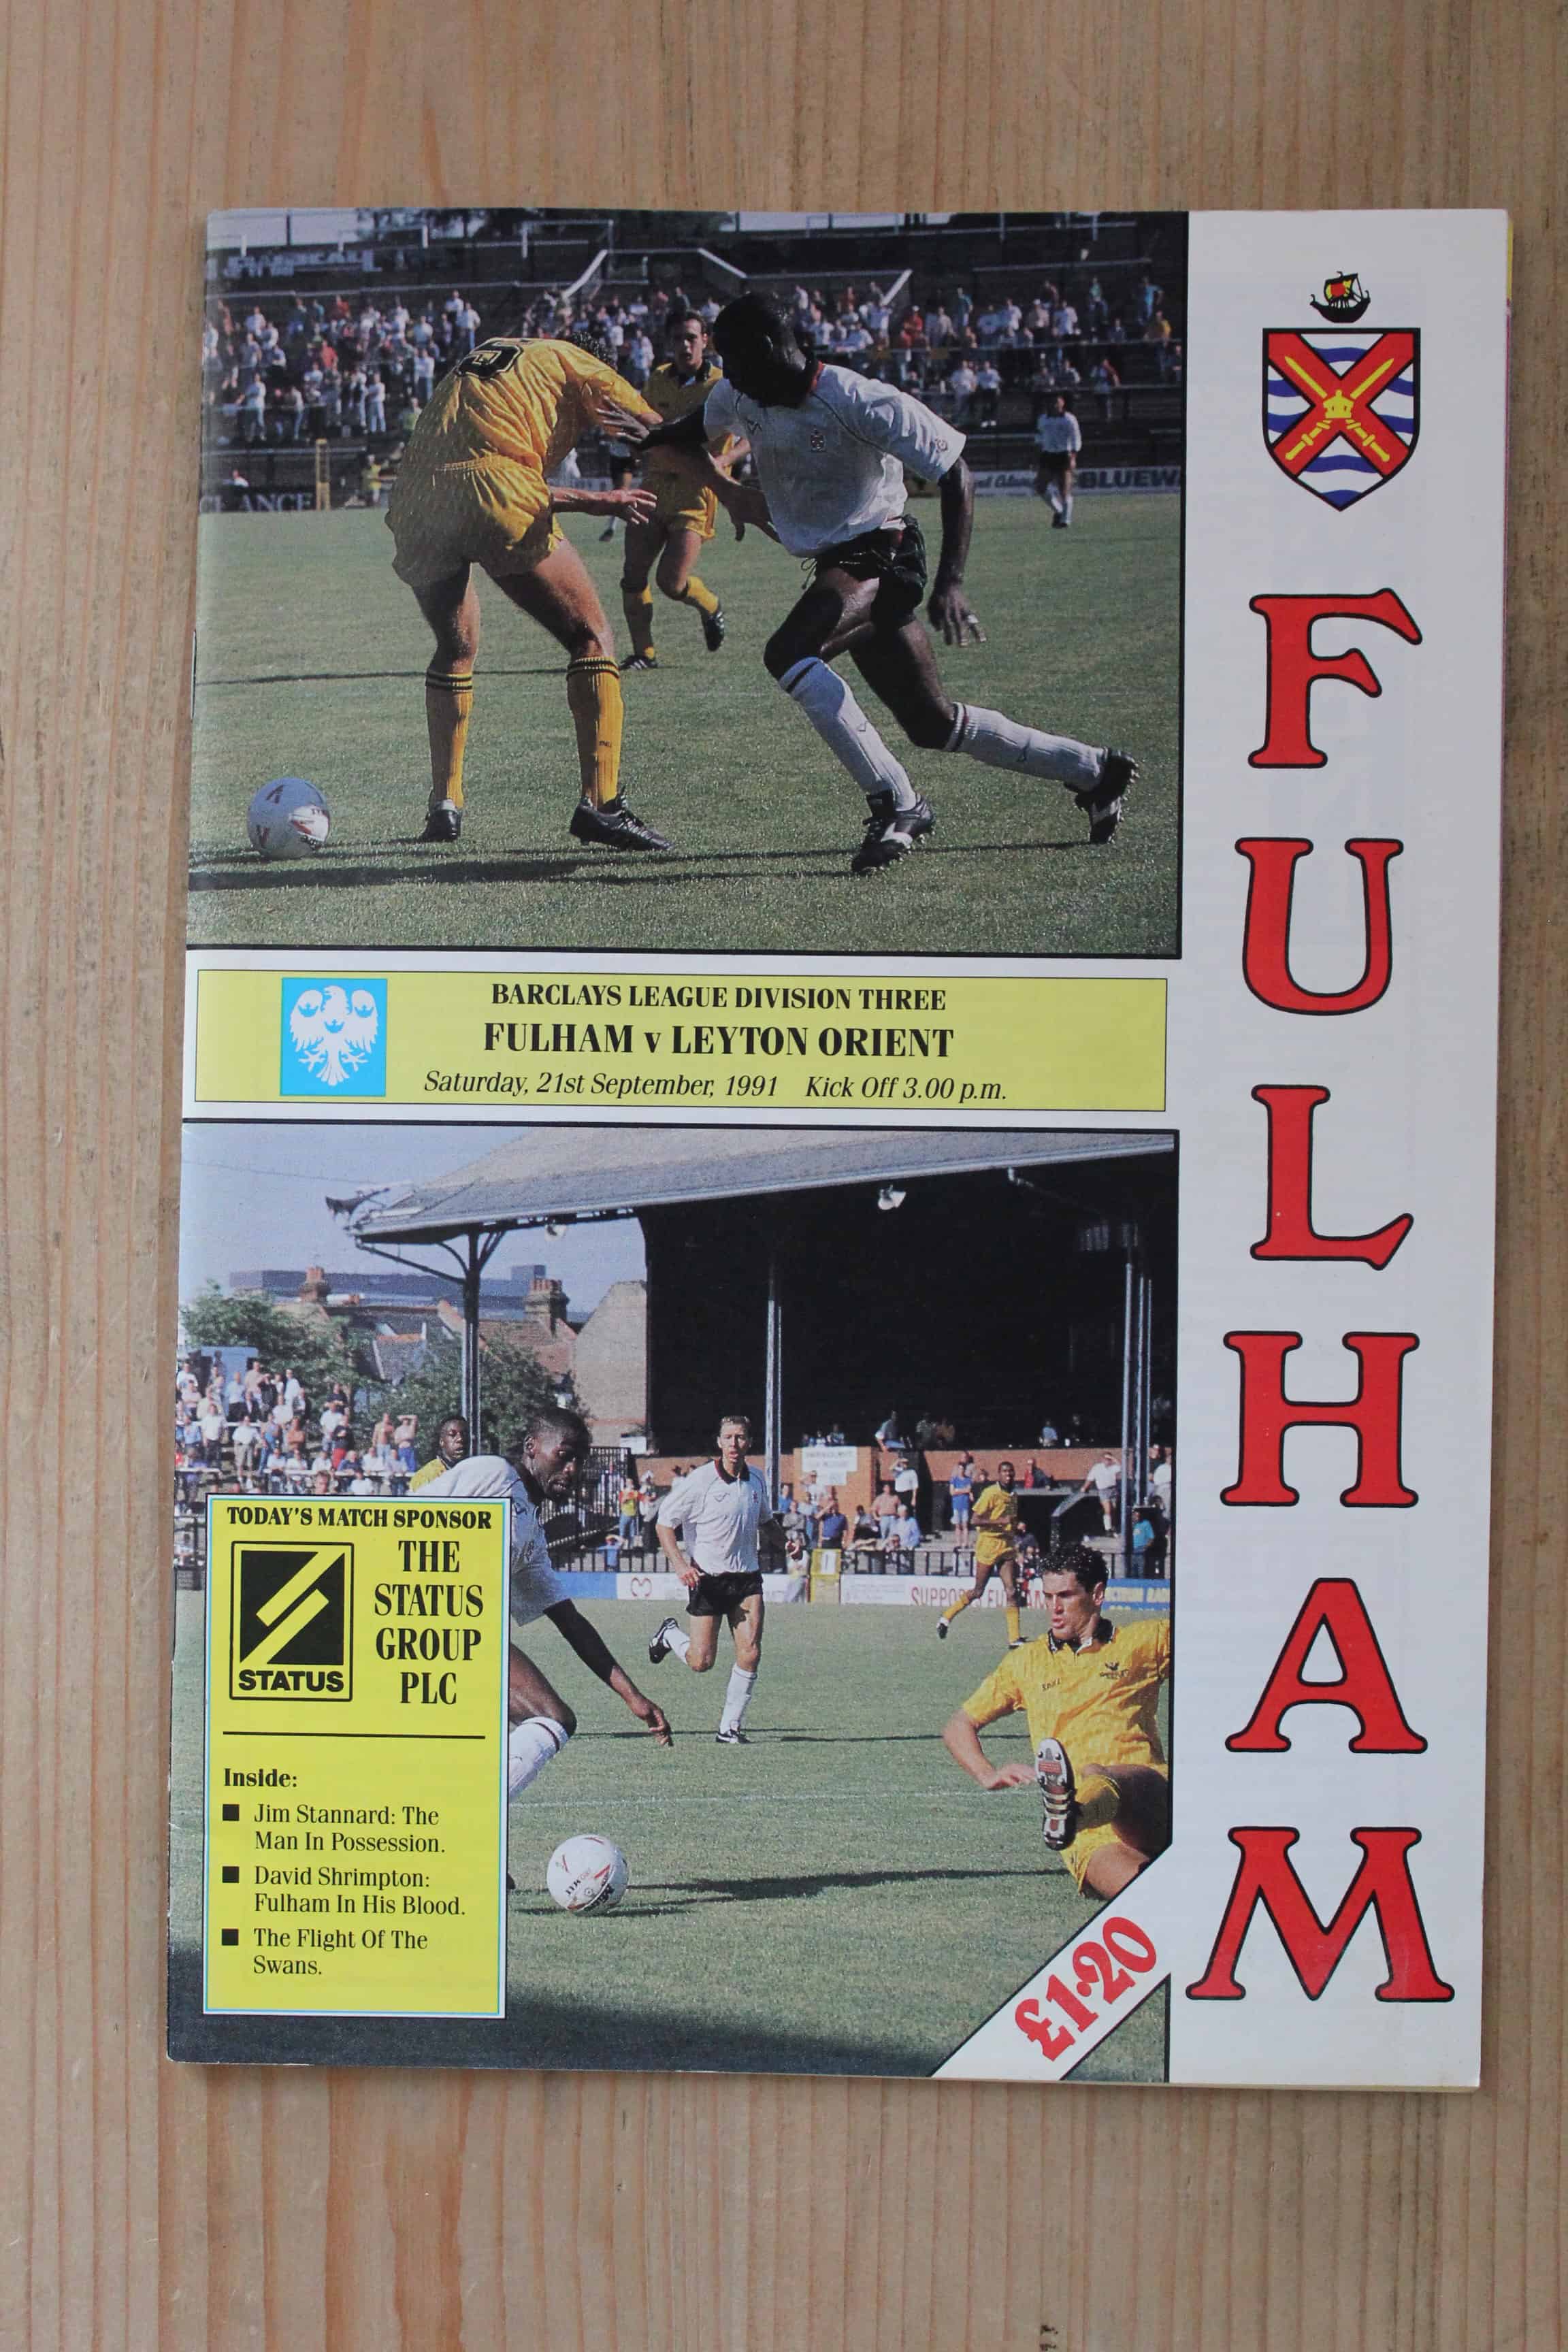 FULHAM
BARCLAYS LEAGUE DIVISION THREE
FULHAM v LEYTON ORIENT
Saturday, 21st September, 1991 Kick Off 3.00 p.m.
TODAY'S MATCH SPONSOR
THE
STATUS
GROUP
PLC
STATUS
Inside:
■ Jim Stannard: The
Man In Possession.
■ David Shrimpton:
Fulham In His Blood.
■ The Flight Of The
Swans.
£1·20
5